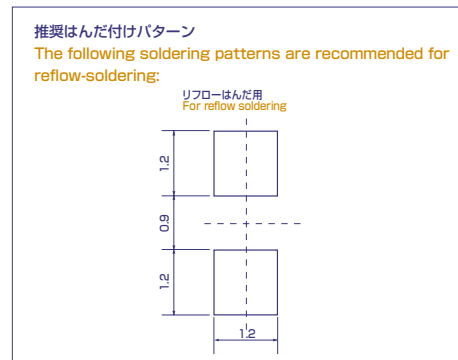 推奨はんだ付けパターン
The following soldering patterns are recommended for
reflow-soldering:
リフローはんだ用
For reflow soldering
1.2
0.9
1.2
1.2